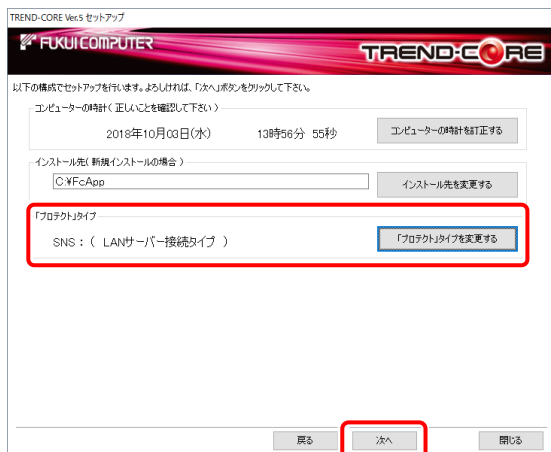 TREND-CORE Ver.5 セットアップ
FUKUI COMPUTER
TREND-CORE
以下の構成でセットアップを行います。よろしければ、「次へ」ボタンをクリックして下さい。
コンピューターの時計( 正しいことを確認して下さい )
2018年10月03日(水) 13時56分 55秒 コンピューターの時計を訂正する
インストール先( 新規インストールの場合 )
C:¥FcApp インストール先を変更する
「プロテクト」タイプ
SNS : ( LANサーバー接続タイプ ) 「プロテクト」タイプを変更する
戻る 次へ 閉じる